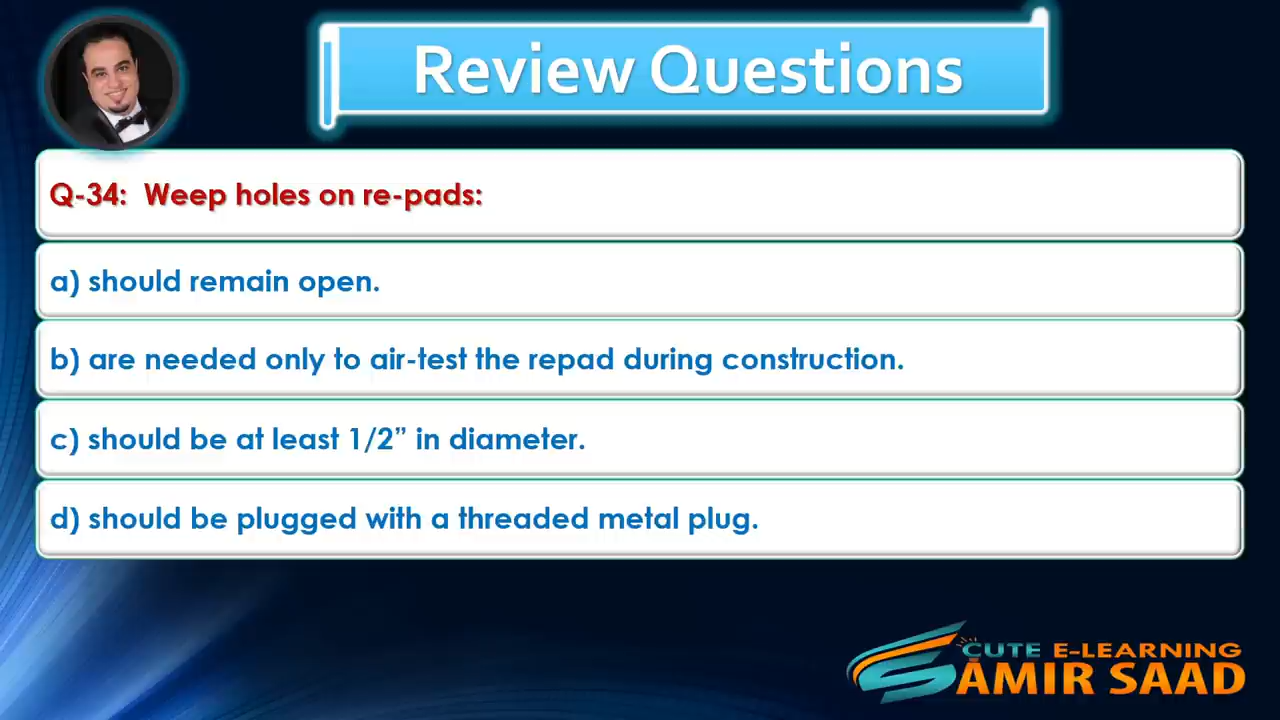 Review Questions
Q-34: Weep holes on re-pads:
a) should remain open.
b) are needed only to air-test the repad during construction.
c) should be at least 1/2” in diameter.
d) should be plugged with a threaded metal plug.
CUTE E-LEARNING
AMIR SAAD